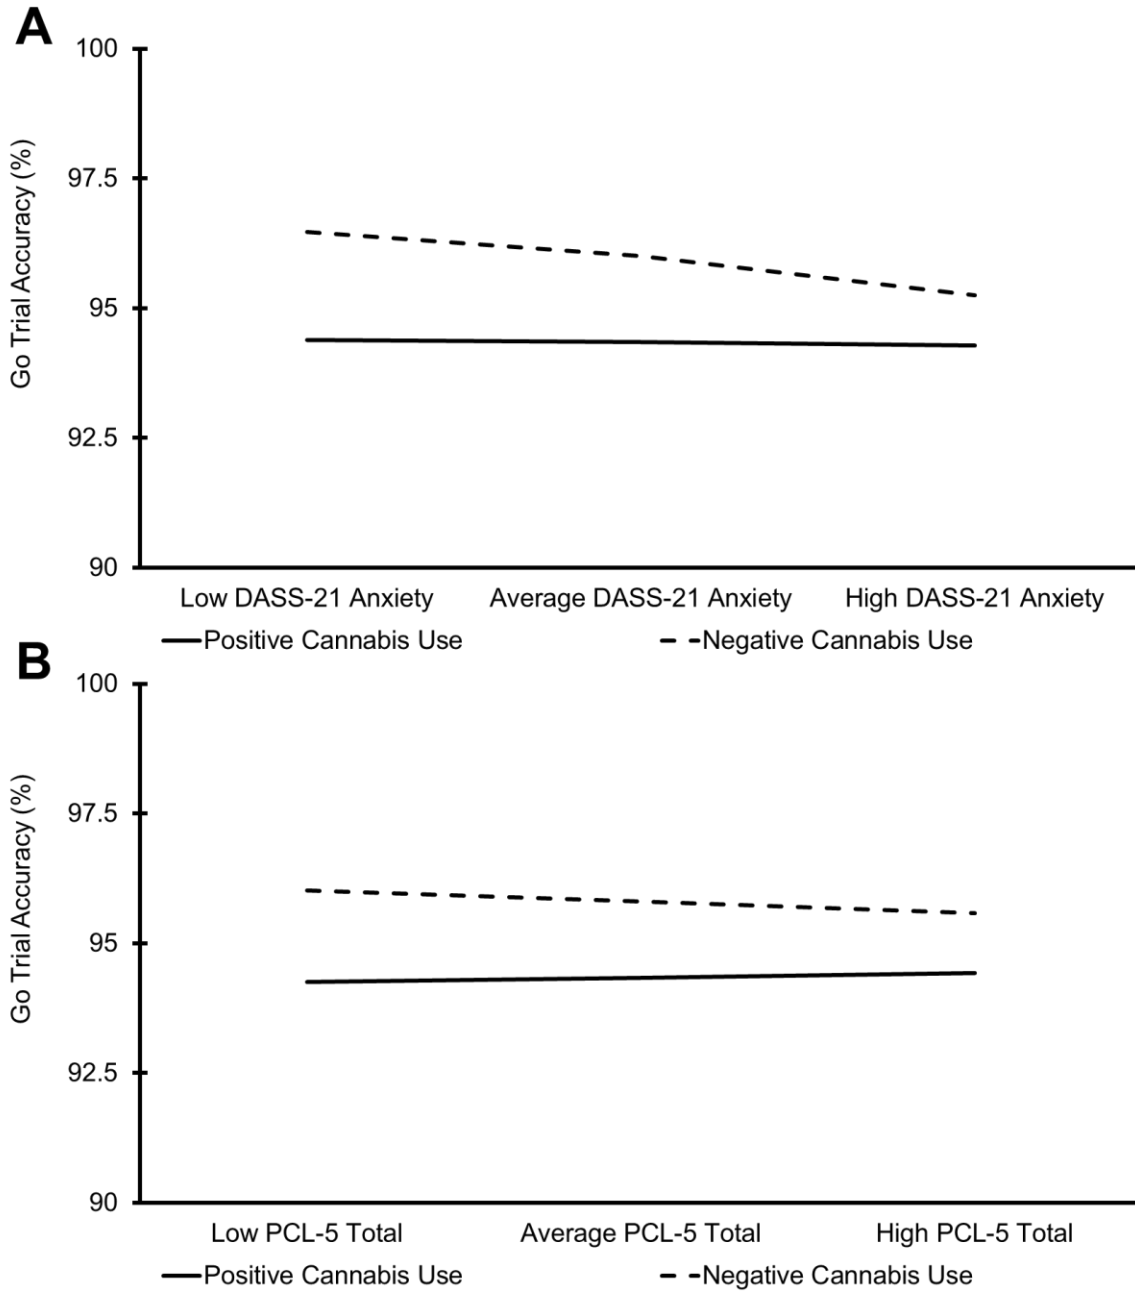 A
100
97.5
95
92.5
90
Go Trial Accuracy (%)
Low DASS-21 Anxiety Average DASS-21 Anxiety High DASS-21 Anxiety
Positive Cannabis Use Negative Cannabis Use
B
100
97.5
95
92.5
90
Go Trial Accuracy (%)
Low PCL-5 Total Average PCL-5 Total High PCL-5 Total
Positive Cannabis Use Negative Cannabis Use